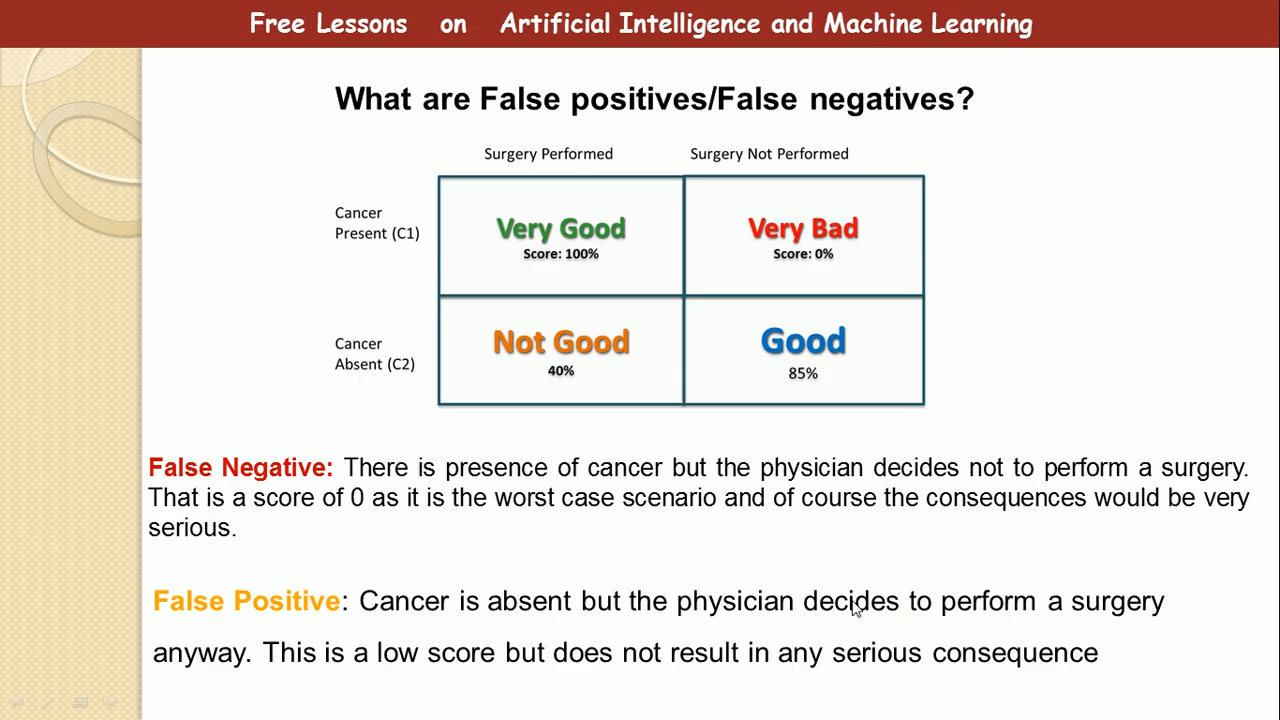 Free Lessons on Artificial Intelligence and Machine Learning
What are False positives/False negatives?
Surgery Performed Surgery Not Performed
Cancer
Present (C1)
Very Good
Score: 100%
Very Bad
Score: 0%
Cancer
Absent (C2)
Not Good
40%
Good
85%
False Negative: There is presence of cancer but the physician decides not to perform a surgery.
That is a score of 0 as it is the worst case scenario and of course the consequences would be very
serious.
False Positive: Cancer is absent but the physician decides to perform a surgery
anyway. This is a low score but does not result in any serious consequence